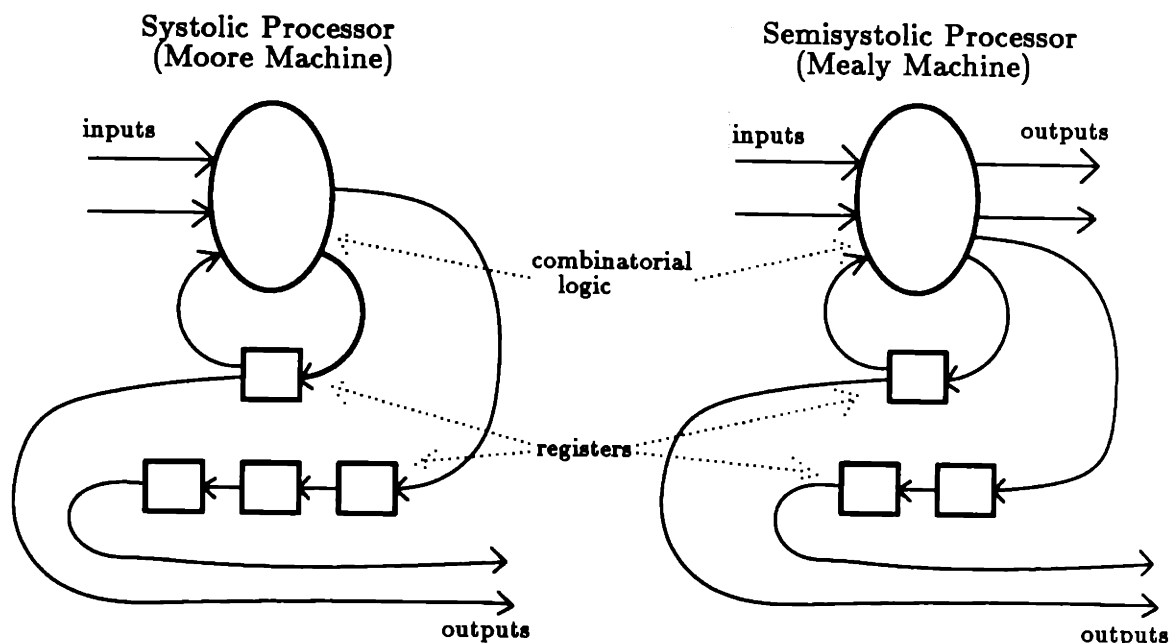 Systolic Processor
(Moore Machine)
Semisystolic Processor
(Mealy Machine)
inputs
inputs
outputs
combinatorial
logic
registers
outputs
outputs